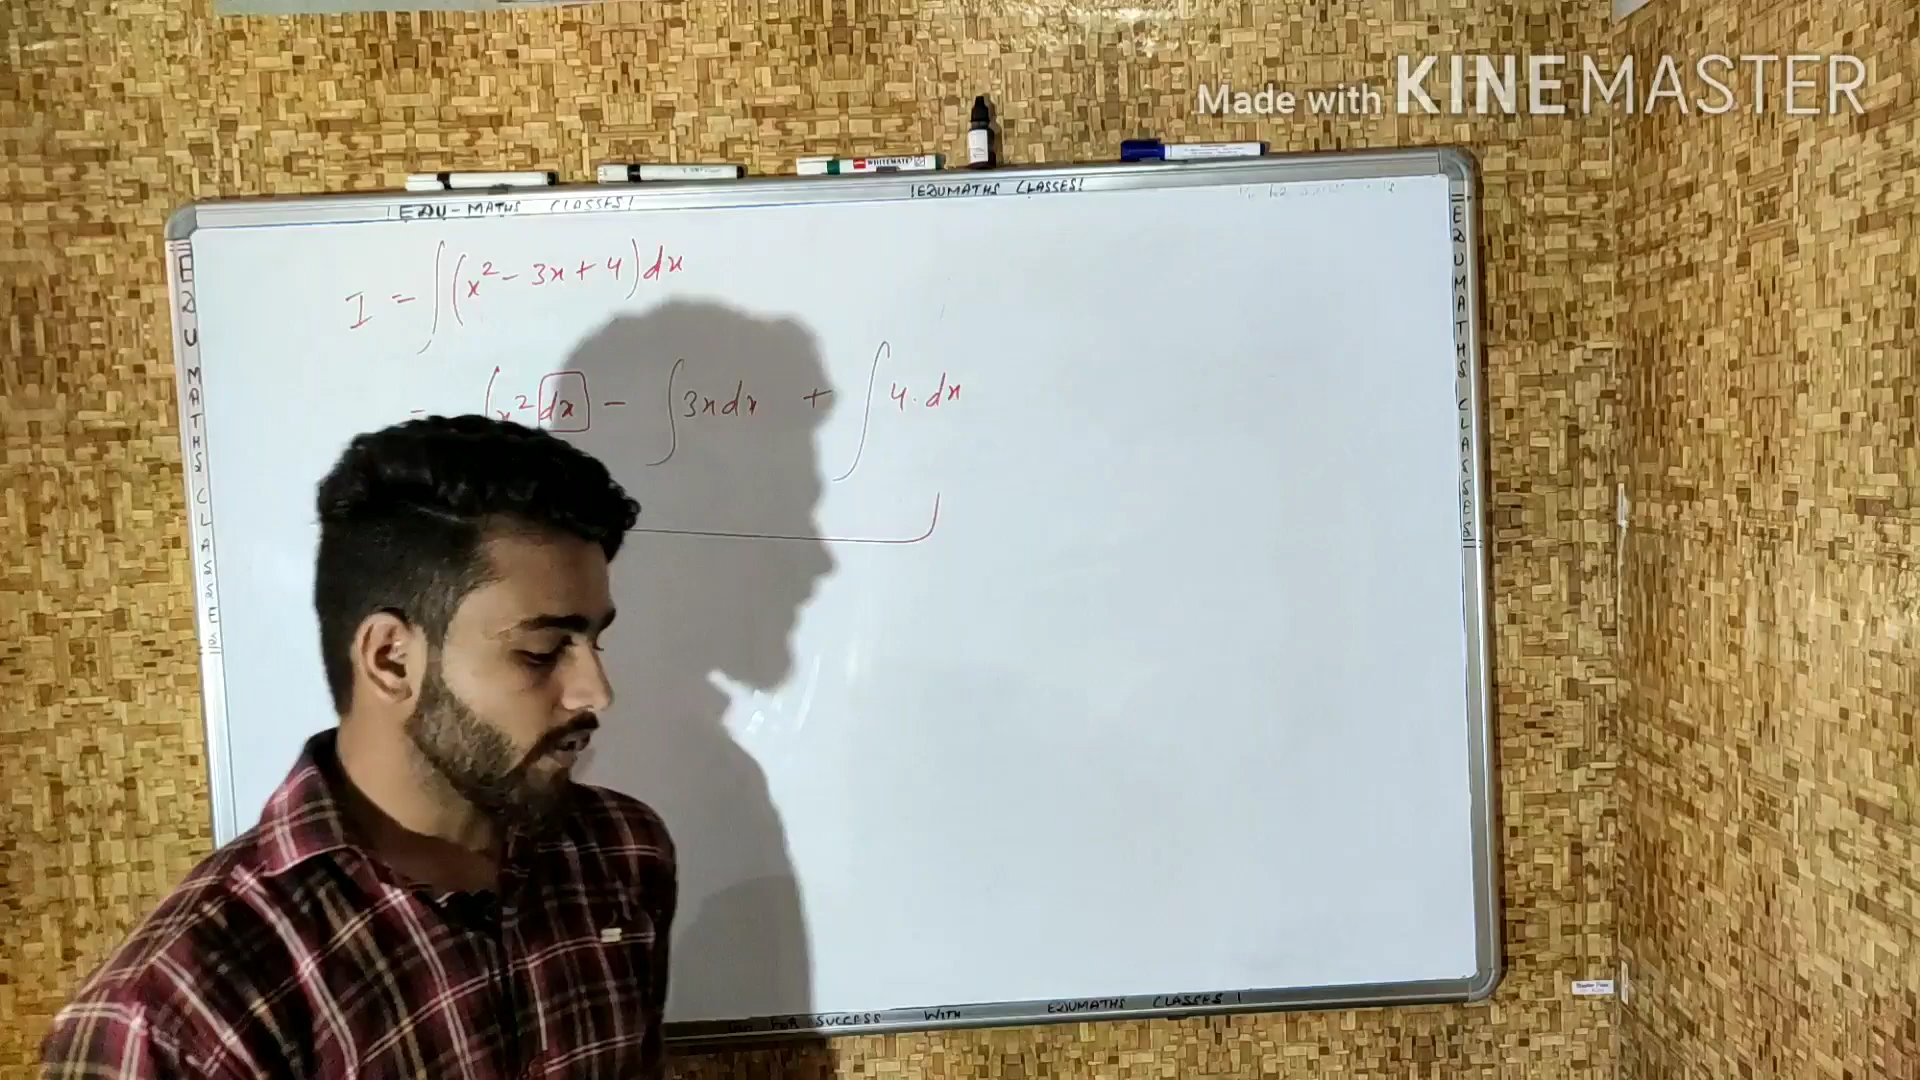 Made with KINEMASTER
WHITEMATE
!EDUMATHS CLASSES!
!EDU-MATHS CLASSES!
I = ∫(x² - 3x + 4) dx
= ∫x² dx - ∫3x dx + ∫4. dx
EDUMATHS CLASSES
EDUMATHS CLASSES
FOR SUCCESS WITH EDUMATHS CLASSES !